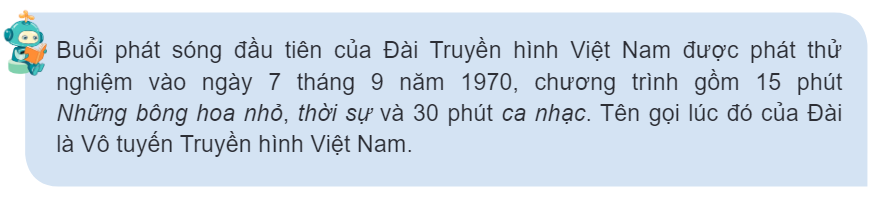 Buổi phát sóng đầu tiên của Đài Truyền hình Việt Nam được phát thử
nghiệm vào ngày 7 tháng 9 năm 1970, chương trình gồm 15 phút
Những bông hoa nhỏ, thời sự và 30 phút ca nhạc. Tên gọi lúc đó của Đài
là Vô tuyến Truyền hình Việt Nam.